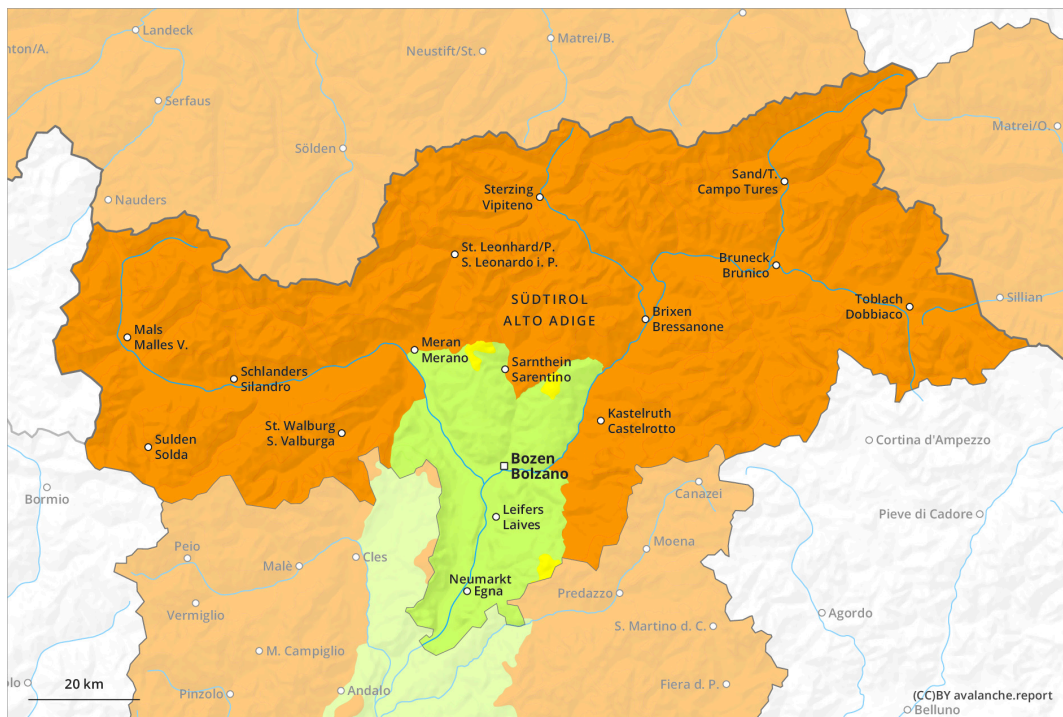 Landeck
Matrei/B.
nton/A.
Neustift/St.
Serfaus
Matrei/O.
Sölden
Sand/T.
Campo Tures
Sterzing
Vipiteno
Nauders
St. Leonhard/P.
S. Leonardo i. P.
Bruneck
Brunico
SÜDTIROL
ALTO ADIGE
Toblach
Dobbiaco
Sillian
Brixen
Bressanone
Mals
Malles V.
Meran
Merano
Sarnthein
Sarentino
Schlanders
Silandro
Kastelruth
Castelrotto
St. Walburg
S. Valburga
Sulden
Solda
Cortina d'Ampezzo
Bozen
Bolzano
Bormio
Canazei
Leifers
Laives
Pieve di Cadore
Peio
Cles
Moena
Malè
Neumarkt
Egna
Predazzo
Vermiglio
Agordo
S. Martino d. C.
M. Campiglio
20 km
olo
Pinzolo
Andalo
Fiera d. P.
(CC)BY avalanche.report
Belluno